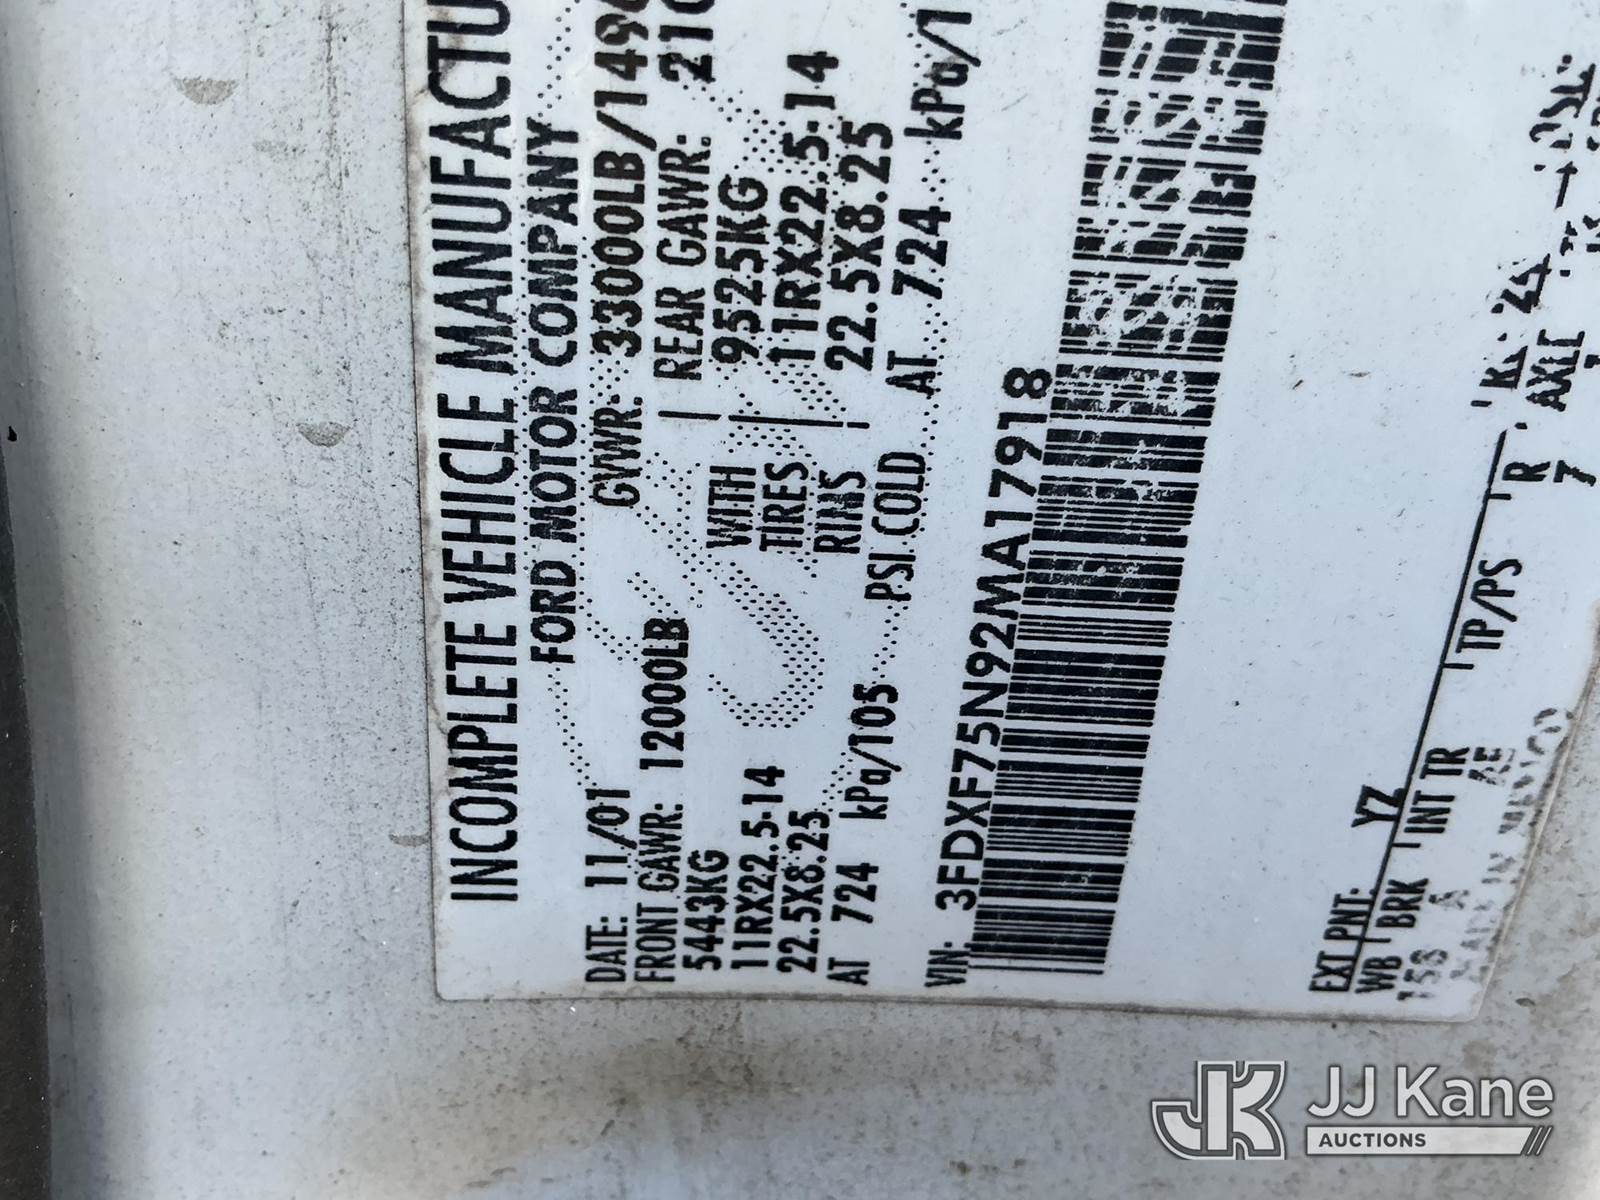 INCOMPLETE VEHICLE MANUFACTU
FORD MOTOR COMPANY
DATE: 11/01 GVWR: 33000LB/149
FRONT GAWR: 12000LB REAR GAWR: 210
5443KG WITH 9525KG
11RX22.5-14 TIRES 11RX22.5-14
22.5X8.25 RIMS 22.5X8.25
AT 724 kPa/105 PSI COLD AT 724 kPa/1
VIN: 3FDXF75N92MA17918
EXT PNT: YZ
WB BRK INT TR TP/PS R AXLE
158 7
JJ Kane
AUCTIONS